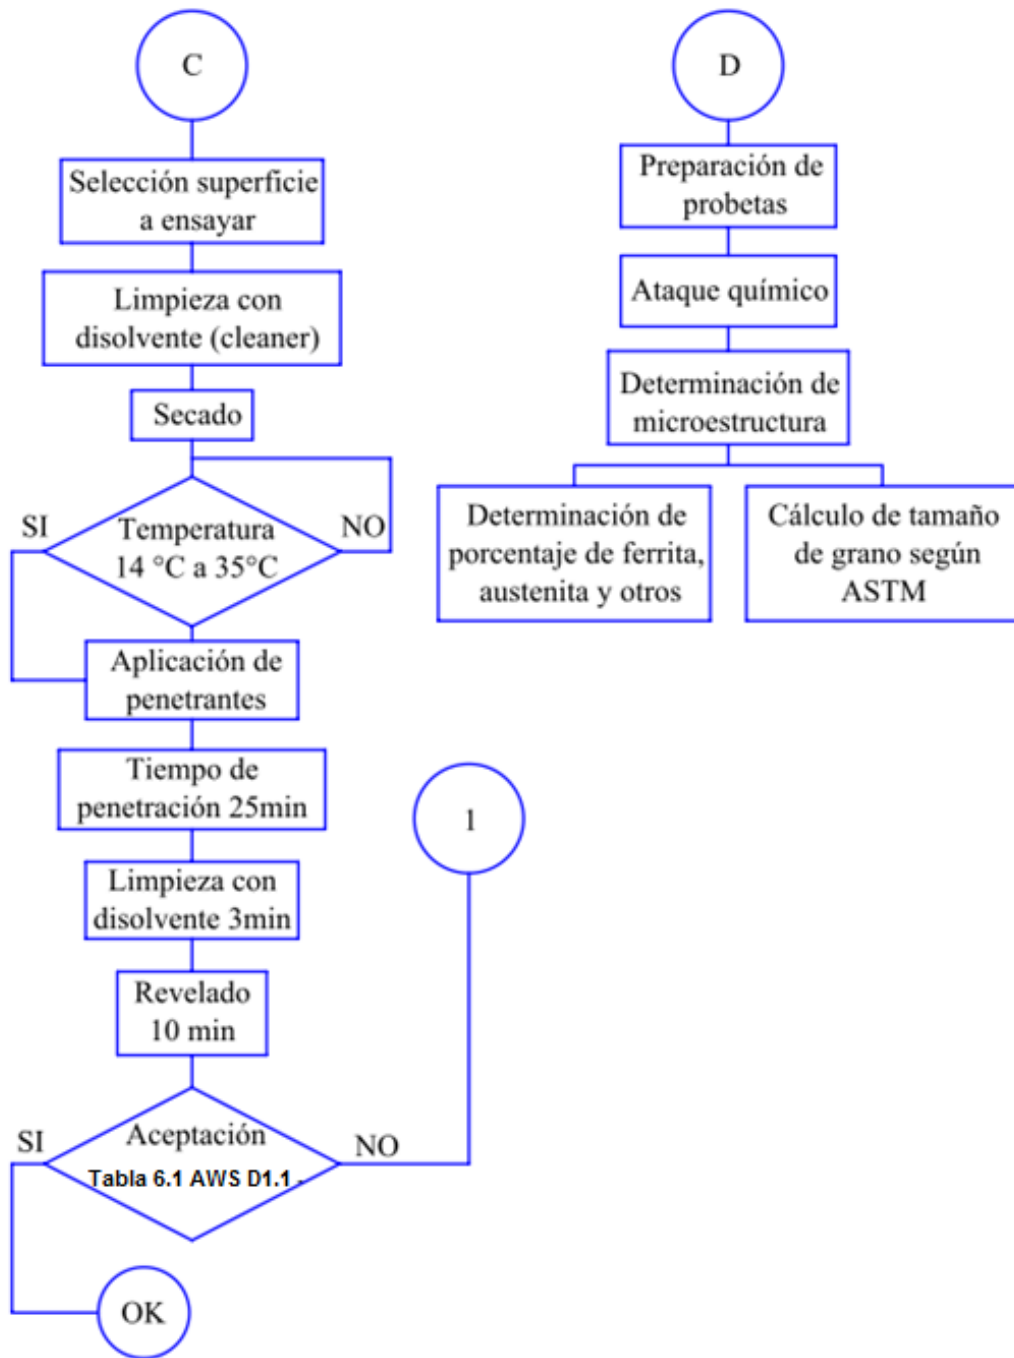 C
Selección superficie
a ensayar
Limpieza con
disolvente (cleaner)
Secado
SI
Temperatura
14 °C a 35°C
NO
Aplicación de
penetrantes
Tiempo de
penetración 25min
Limpieza con
disolvente 3min
Revelado
10 min
SI
Aceptación
Tabla 6.1 AWS D1.1 -
NO
OK
1
D
Preparación de
probetas
Ataque químico
Determinación de
microestructura
Determinación de
porcentaje de ferrita,
austenita y otros
Cálculo de tamaño
de grano según
ASTM